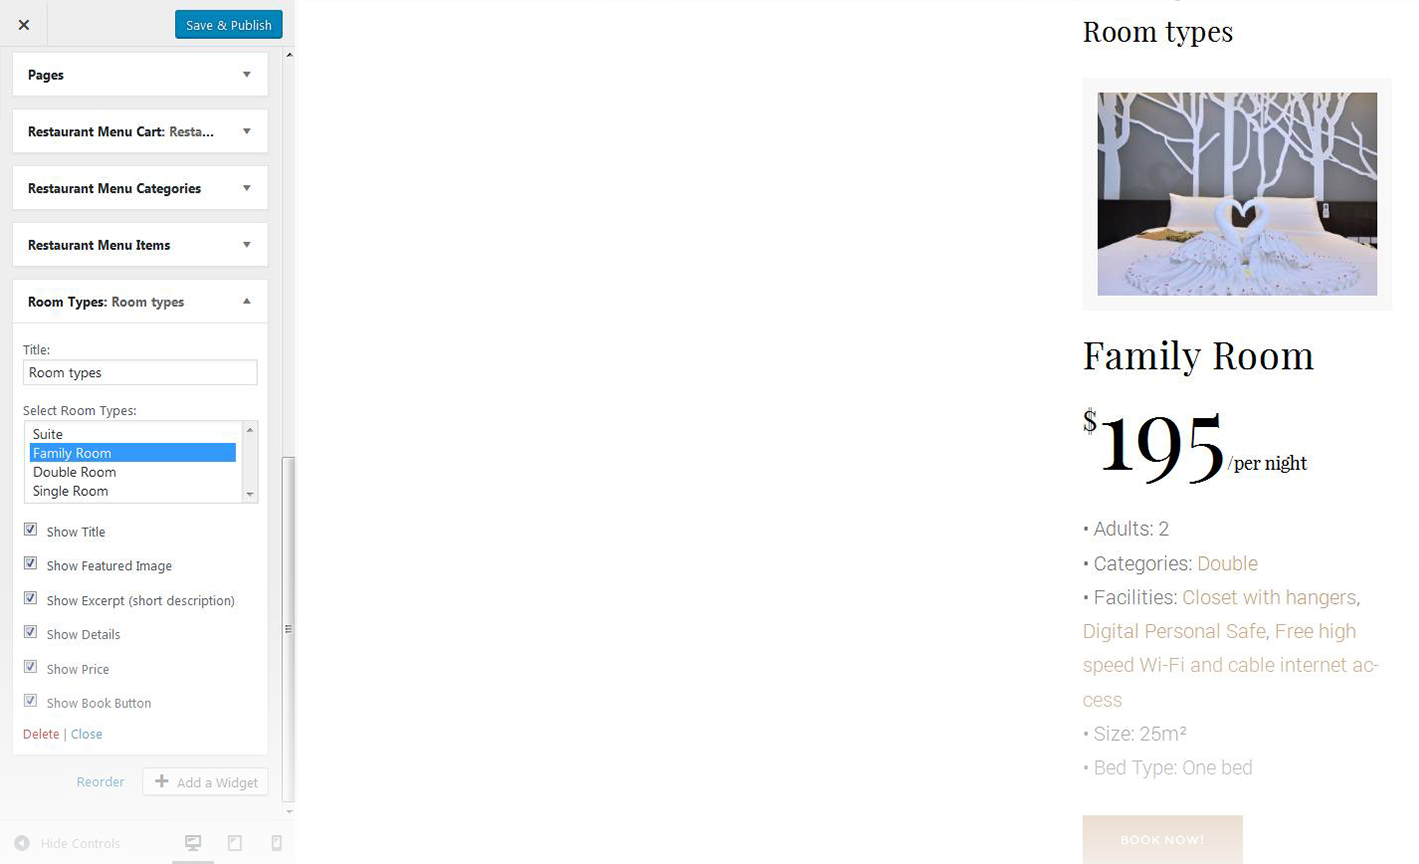 Save & Publish
Pages
Restaurant Menu Cart: Resta...
Restaurant Menu Categories
Restaurant Menu Items
Room Types: Room types
Title:
Room types
Select Room Types:
Suite
Family Room
Double Room
Single Room
Show Title
Show Featured Image
Show Excerpt (short description)
Show Details
Show Price
Show Book Button
Delete | Close
Reorder
Add a Widget
Hide Controls
Room types
Family Room
$195/per night
• Adults: 2
• Categories: Double
• Facilities: Closet with hangers,
Digital Personal Safe, Free high
speed Wi-Fi and cable internet ac-
cess
• Size: 25m²
• Bed Type: One bed
BOOK NOW!